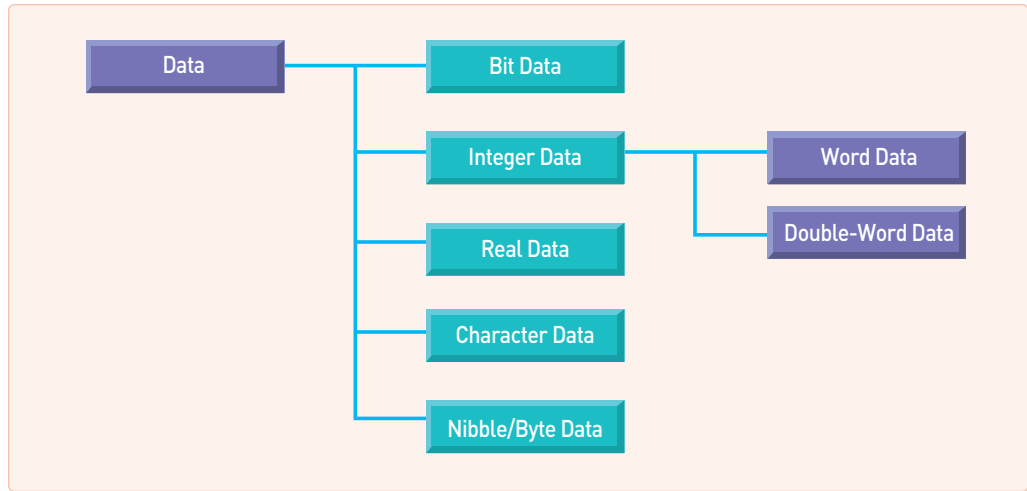 Data
Bit Data
Integer Data
Word Data
Double-Word Data
Real Data
Character Data
Nibble/Byte Data